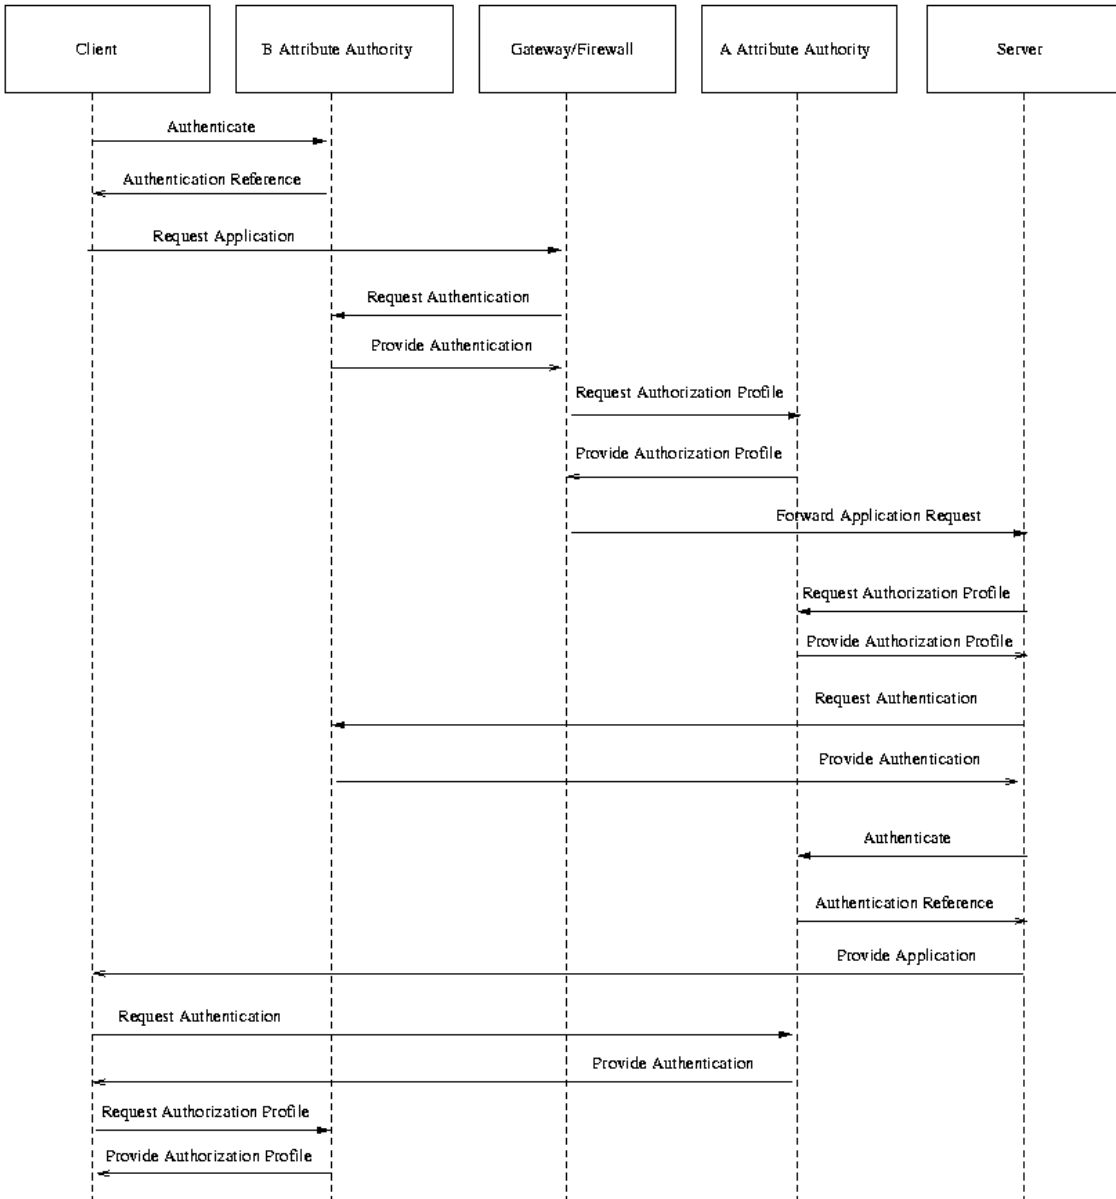 Client
B Attribute Authority
Gateway/Firewall
A Attribute Authority
Server
Authenticate
Authentication Reference
Request Application
Request Authentication
Provide Authentication
Request Authorization Profile
Provide Authorization Profile
Forward Application Request
Request Authorization Profile
Provide Authorization Profile
Request Authentication
Provide Authentication
Authenticate
Authentication Reference
Provide Application
Request Authentication
Provide Authentication
Request Authorization Profile
Provide Authorization Profile